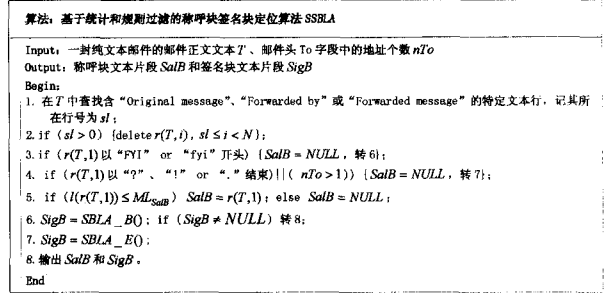 算法：基于统计和规则过滤的称呼块签名块定位算法 SSBLA
Input：一封纯文本邮件的邮件正文文本T、邮件头 To 字段中的地址个数 nTo
Output：称呼块文本片段 SalB 和签名块文本片段 SigB
Begin：
1. 在T中查找含 “Original message”、“Forwarded by” 或 “Forwarded message” 的特定文本行，记其所
在行号为 sl；
2. if (sl > 0) {delete r(T,i), sl ≤ i < N}；
3. if (r(T,1) 以 “FYI” or “fyi” 开头) {SalB = NULL，转 6}；
4. if (r(T,1) 以 “?”、“!” or “.” 结束)||( nTo > 1)) {SalB = NULL，转 7}；
5. if (l(r(T,1)) ≤ ML_SalB) SalB = r(T,1)；else SalB = NULL；
6. SigB = SBLA _ B()；if (SigB ≠ NULL) 转 8；
7. SigB = SBLA _ E()；
8. 输出 SalB 和 SigB。
End